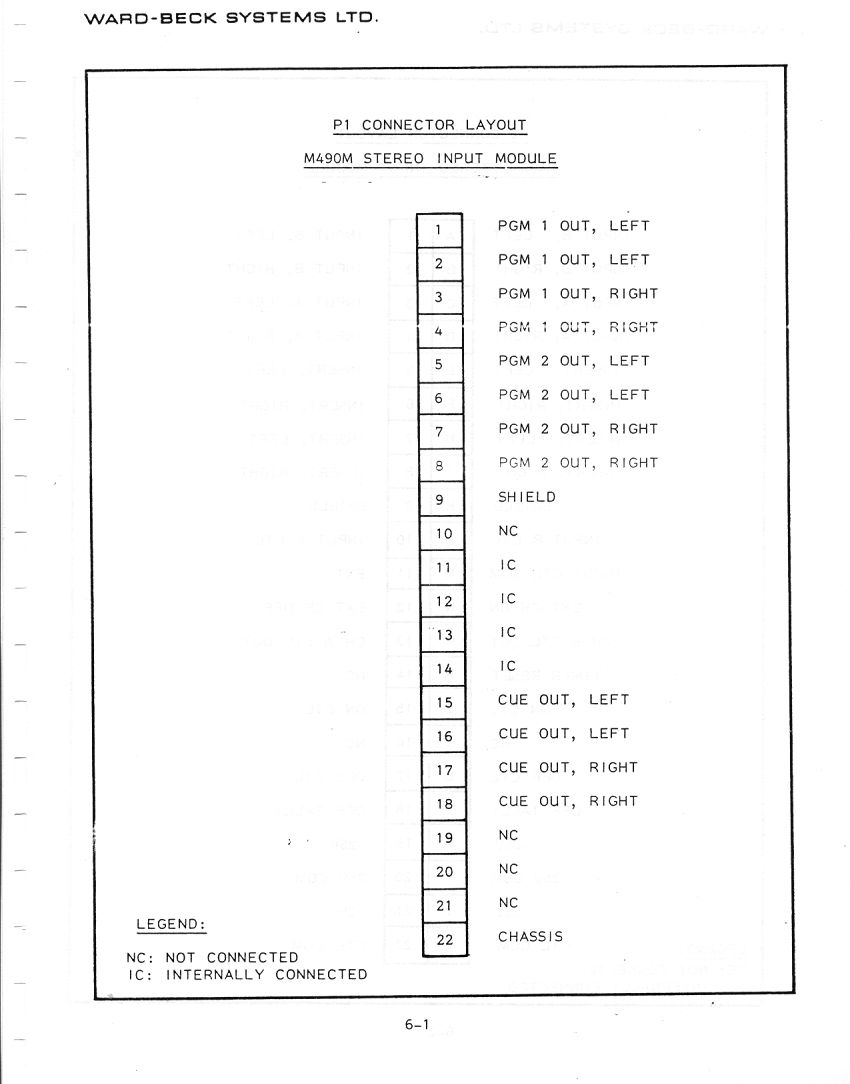 WARD-BECK SYSTEMS LTD.
P1 CONNECTOR LAYOUT
M490M STEREO INPUT MODULE
1 PGM 1 OUT, LEFT
2 PGM 1 OUT, LEFT
3 PGM 1 OUT, RIGHT
4 PGM 1 OUT, RIGHT
5 PGM 2 OUT, LEFT
6 PGM 2 OUT, LEFT
7 PGM 2 OUT, RIGHT
8 PGM 2 OUT, RIGHT
9 SHIELD
10 NC
11 IC
12 IC
13 IC
14 IC
15 CUE OUT, LEFT
16 CUE OUT, LEFT
17 CUE OUT, RIGHT
18 CUE OUT, RIGHT
19 NC
20 NC
21 NC
22 CHASSIS
LEGEND:
NC: NOT CONNECTED
IC: INTERNALLY CONNECTED
6-1